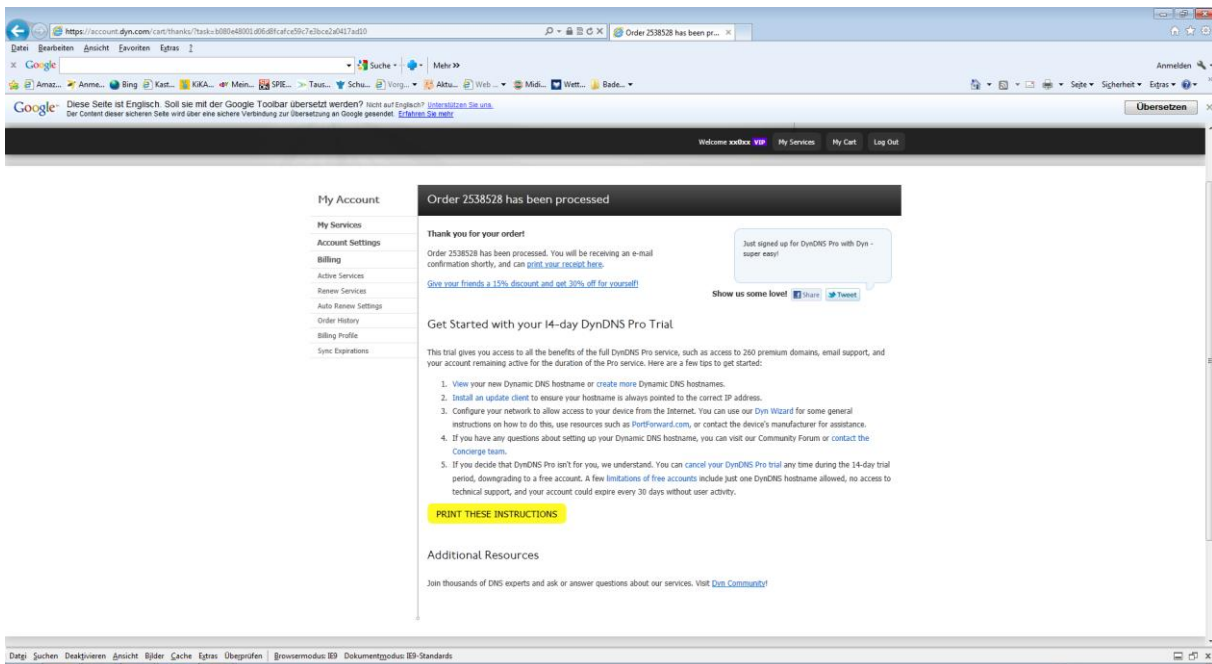 https://account.dyn.com/cart/thanks/?task=b080e48001d06d8fcafce59c7e3bce2a0417ad10
Order 2538528 has been pr...
Datei Bearbeiten Ansicht Favoriten Extras ?
x Google Suche Mehr >> Anmelden
Amaz... Anme... Bing Kast... KiKA... Mein... SPIE... Taus... Schu... Vorg... Aktu... Web ... Midi... Wett... Bade... Seite Sicherheit Extras
Google Diese Seite ist Englisch. Soll sie mit der Google Toolbar übersetzt werden? Nicht auf Englisch? Unterstützen Sie uns. Übersetzen
Der Content dieser sicheren Seite wird über eine sichere Verbindung zur Übersetzung an Google gesendet. Erfahren Sie mehr
Welcome xx0xx VIP My Services My Cart Log Out
My Account
My Services
Account Settings
Billing
Active Services
Renew Services
Auto Renew Settings
Order History
Billing Profile
Sync Expirations
Order 2538528 has been processed
Thank you for your order!
Order 2538528 has been processed. You will be receiving an e-mail
confirmation shortly, and can print your receipt here.
Give your friends a 15% discount and get 30% off for yourself!
Just signed up for DynDNS Pro with Dyn -
super easy!
Show us some love! Share Tweet
Get Started with your 14-day DynDNS Pro Trial
This trial gives you access to all the benefits of the full DynDNS Pro service, such as access to 260 premium domains, email support, and
your account remaining active for the duration of the Pro service. Here are a few tips to get started:
1. View your new Dynamic DNS hostname or create more Dynamic DNS hostnames.
2. Install an update client to ensure your hostname is always pointed to the correct IP address.
3. Configure your network to allow access to your device from the Internet. You can use our Dyn Wizard for some general
instructions on how to do this, use resources such as PortForward.com, or contact the device's manufacturer for assistance.
4. If you have any questions about setting up your Dynamic DNS hostname, you can visit our Community Forum or contact the
Concierge team.
5. If you decide that DynDNS Pro isn't for you, we understand. You can cancel your DynDNS Pro trial any time during the 14-day trial
period, downgrading to a free account. A few limitations of free accounts include just one DynDNS hostname allowed, no access to
technical support, and your account could expire every 30 days without user activity.
PRINT THESE INSTRUCTIONS
Additional Resources
Join thousands of DNS experts and ask or answer questions about our services. Visit Dyn Community!
Datei Suchen Deaktivieren Ansicht Bilder Cache Extras Überprüfen Browsermodus: IE9 Dokumentmodus: IE9-Standards